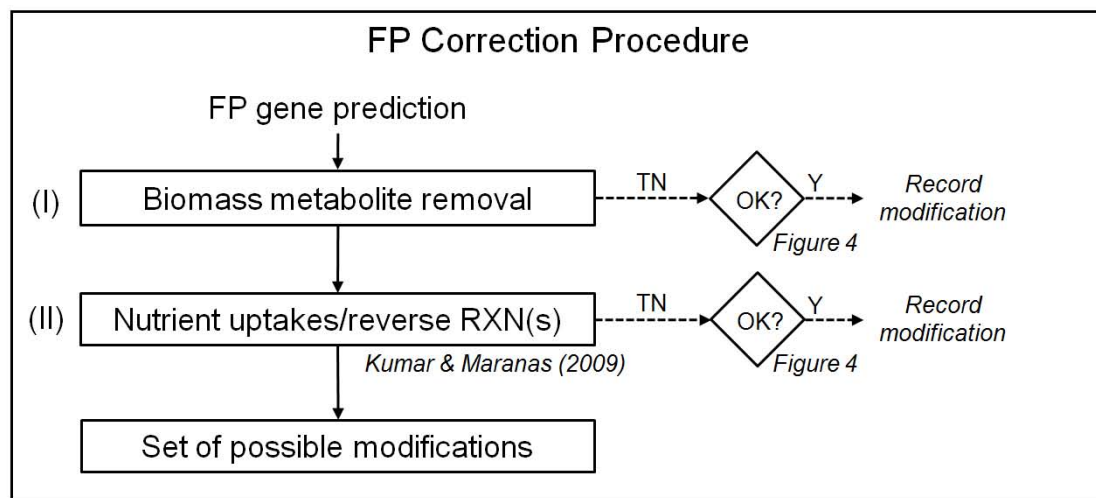 FP Correction Procedure
FP gene prediction
(I)
Biomass metabolite removal
TN
OK?
Y
Record
modification
Figure 4
(II)
Nutrient uptakes/reverse RXN(s)
TN
OK?
Y
Record
modification
Kumar & Maranas (2009)
Figure 4
Set of possible modifications